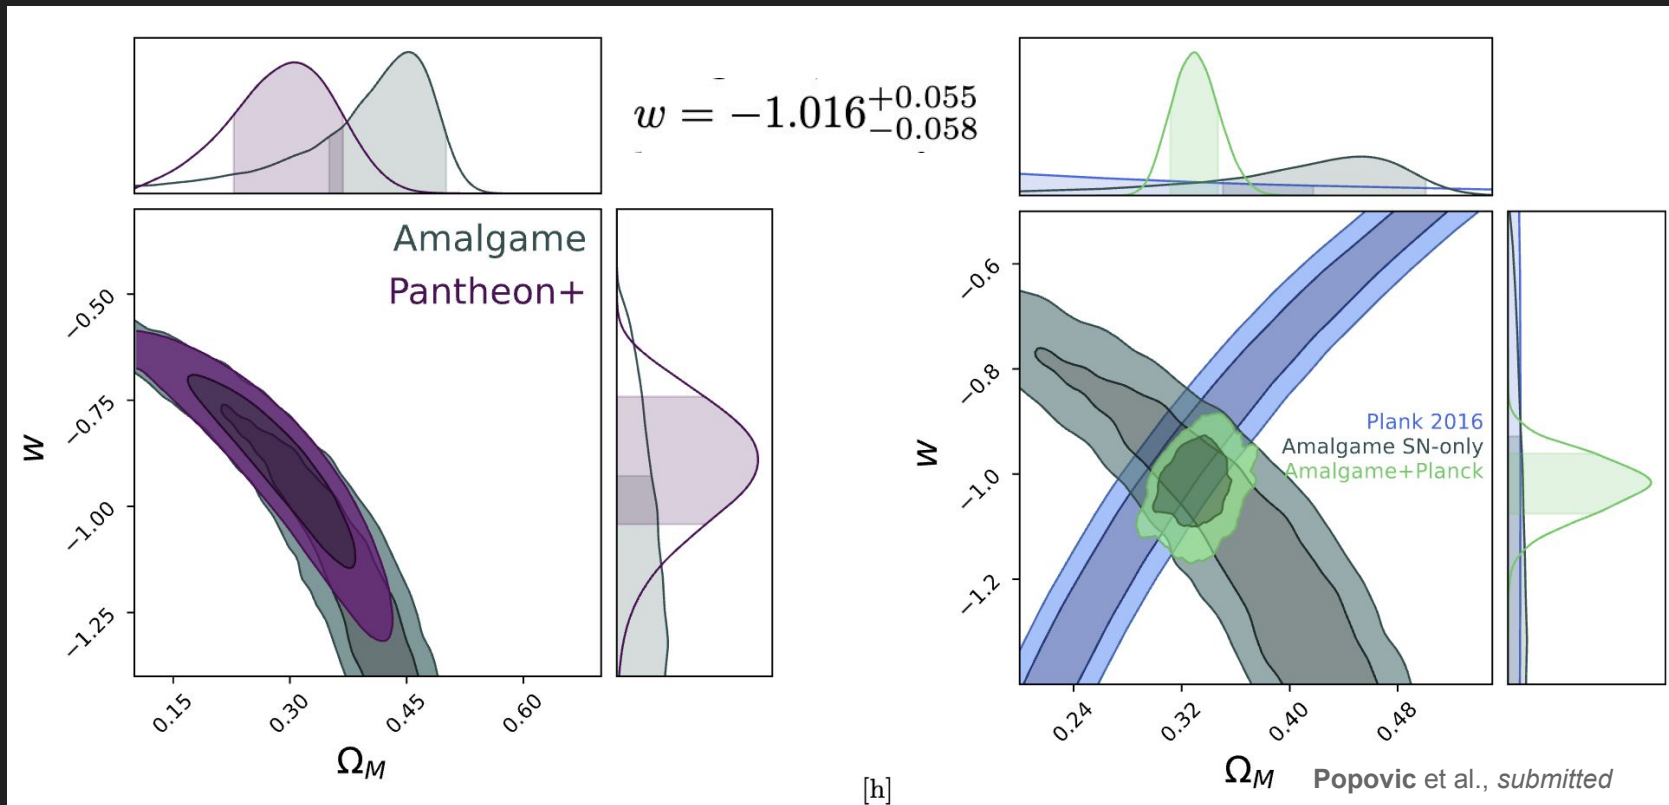 w = −1.016 +0.055 −0.058
Amalgame
Pantheon+
−0.50
−0.75
−1.00
−1.25
w
0.15
0.30
0.45
0.60
Ω_M
−0.6
−0.8
−1.0
−1.2
w
Plank 2016
Amalgame SN-only
Amalgame+Planck
0.24
0.32
0.40
0.48
Ω_M
[h]
Popovic et al., submitted